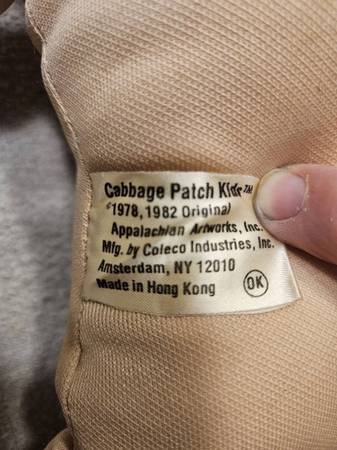 Cabbage Patch Kids™
©1978, 1982 Original
Appalachian Artworks, Inc.
Mfg. by Coleco Industries, Inc.
Amsterdam, NY 12010
Made in Hong Kong OK